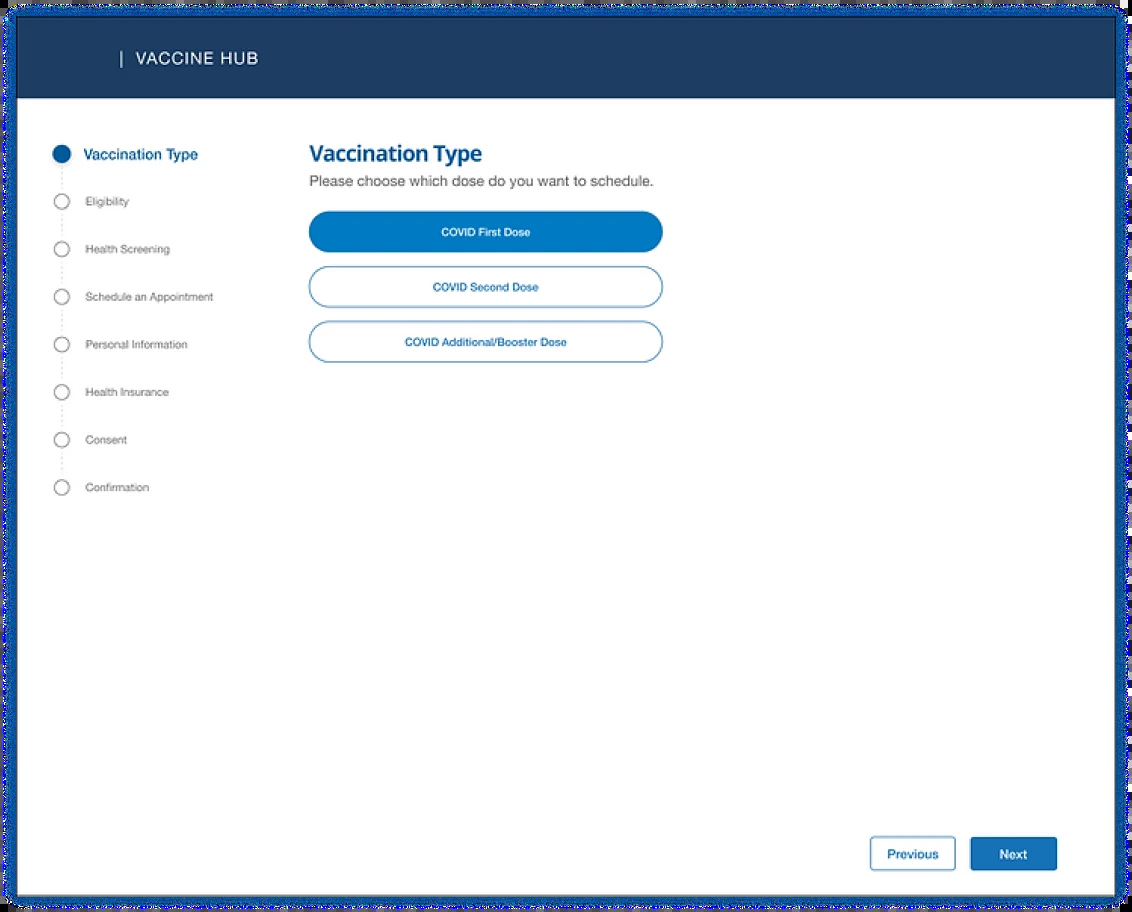 | VACCINE HUB
Vaccination Type
Eligibility
Health Screening
Schedule an Appointment
Personal Information
Health Insurance
Consent
Confirmation
Vaccination Type
Please choose which dose do you want to schedule.
COVID First Dose
COVID Second Dose
COVID Additional/Booster Dose
Previous
Next